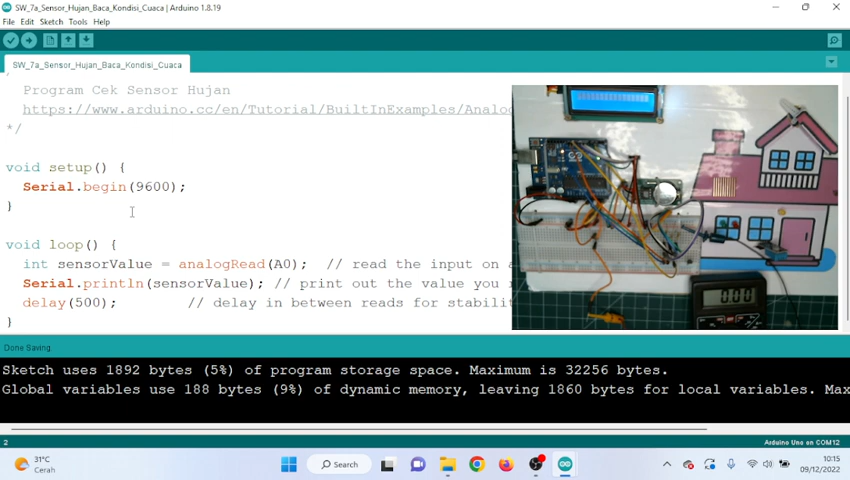 SW_7a_Sensor_Hujan_Baca_Kondisi_Cuaca | Arduino 1.8.19
File Edit Sketch Tools Help
SW_7a_Sensor_Hujan_Baca_Kondisi_Cuaca
Program Cek Sensor Hujan
https://www.arduino.cc/en/Tutorial/BuiltInExamples/Analog
*/
void setup() {
Serial.begin(9600);
}
void loop() {
int sensorValue = analogRead(A0); // read the input on a
Serial.println(sensorValue); // print out the value you r
delay(500); // delay in between reads for stabilit
}
000
Done Saving.
Sketch uses 1892 bytes (5%) of program storage space. Maximum is 32256 bytes.
Global variables use 188 bytes (9%) of dynamic memory, leaving 1860 bytes for local variables. Max
2 Arduino Uno on COM12
31°C
Cerah
Search
10:15
09/12/2022